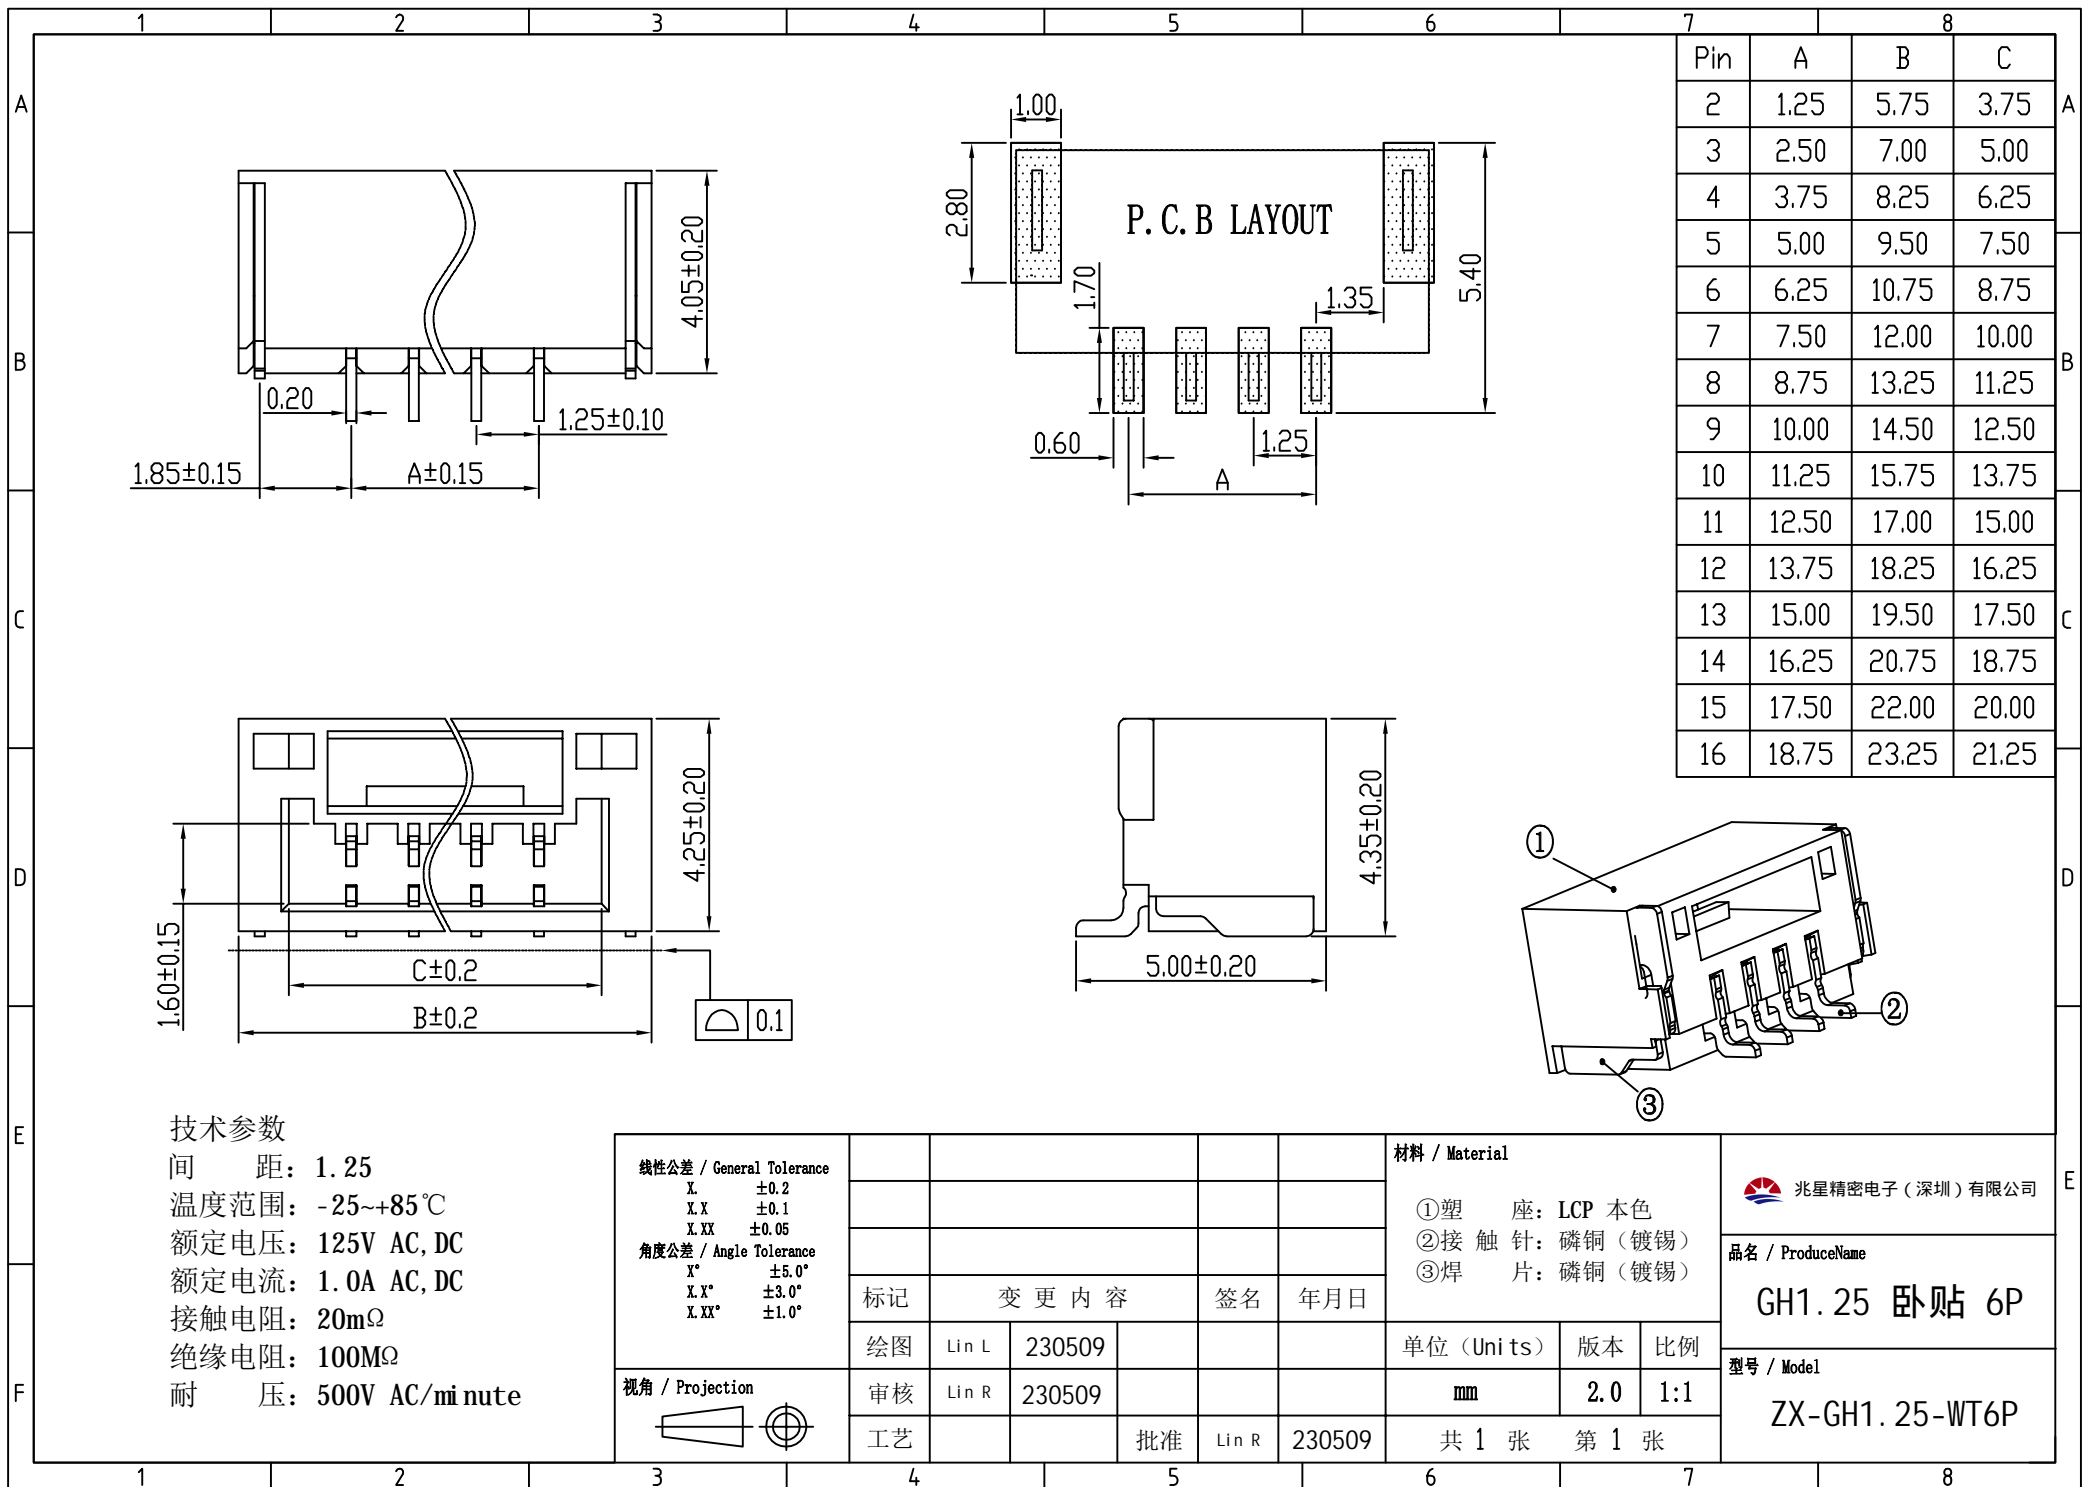 1 2 3 4 5 6 7 8
A
B
C
D
E
F
A
B
C
D
E
1 2 3 4 5 6 7 8
Pin A B C
2 1.25 5.75 3.75
3 2.50 7.00 5.00
4 3.75 8.25 6.25
5 5.00 9.50 7.50
6 6.25 10.75 8.75
7 7.50 12.00 10.00
8 8.75 13.25 11.25
9 10.00 14.50 12.50
10 11.25 15.75 13.75
11 12.50 17.00 15.00
12 13.75 18.25 16.25
13 15.00 19.50 17.50
14 16.25 20.75 18.75
15 17.50 22.00 20.00
16 18.75 23.25 21.25
4.05±0.20
0.20
1.25±0.10
1.85±0.15
A±0.15
1.00
2.80
P.C.B LAYOUT
1.70
1.35
5.40
0.60
1.25
A
4.25±0.20
1.60±0.15
C±0.2
B±0.2
0.1
4.35±0.20
5.00±0.20
①
②
③
技术参数
间 距: 1.25
温度范围: -25~+85℃
额定电压: 125V AC,DC
额定电流: 1.0A AC,DC
接触电阻: 20mΩ
绝缘电阻: 100MΩ
耐 压: 500V AC/minute
线性公差 / General Tolerance
X. ±0.2
X.X ±0.1
X.XX ±0.05
角度公差 / Angle Tolerance
X° ±5.0°
X.X° ±3.0°
X.XX° ±1.0°
视角 / Projection
标记 变 更 内 容 签名 年月日
绘图 Lin L 230509
审核 Lin R 230509
工艺 批准 Lin R 230509
材料 / Material
①塑 座: LCP 本色
②接 触 针: 磷铜（镀锡）
③焊 片: 磷铜（镀锡）
单位（Units） 版本 比例
mm 2.0 1:1
共 1 张 第 1 张
兆星精密电子（深圳）有限公司
品名 / ProduceName
GH1.25 卧贴 6P
型号 / Model
ZX-GH1.25-WT6P